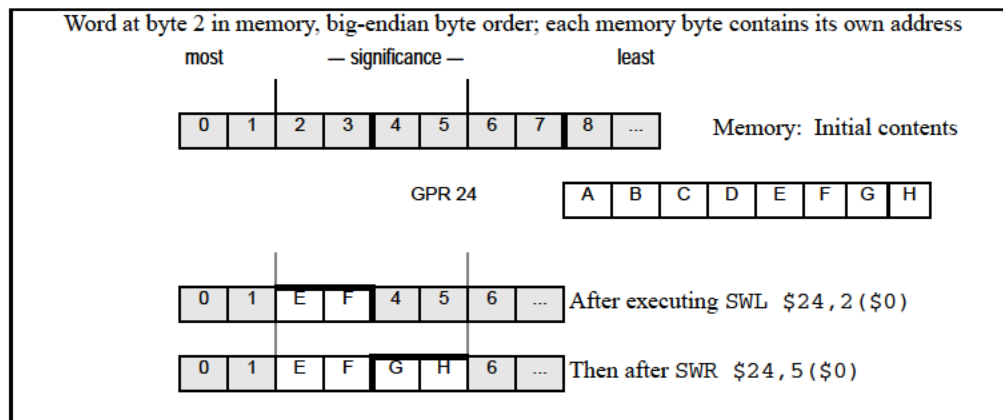 Word at byte 2 in memory, big-endian byte order; each memory byte contains its own address
most — significance — least
0 1 2 3 4 5 6 7 8 ... Memory: Initial contents
GPR 24 A B C D E F G H
0 1 E F 4 5 6 ... After executing SWL $24,2($0)
0 1 E F G H 6 ... Then after SWR $24,5($0)